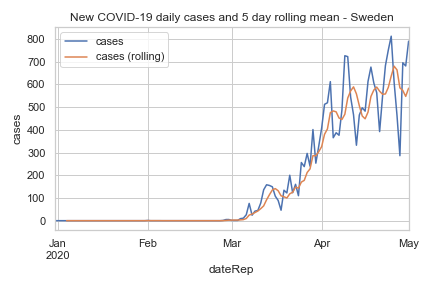 New COVID-19 daily cases and 5 day rolling mean - Sweden
cases
cases (rolling)
800
700
600
500
400
300
200
100
0
cases
Jan
2020
Feb
Mar
Apr
May
dateRep